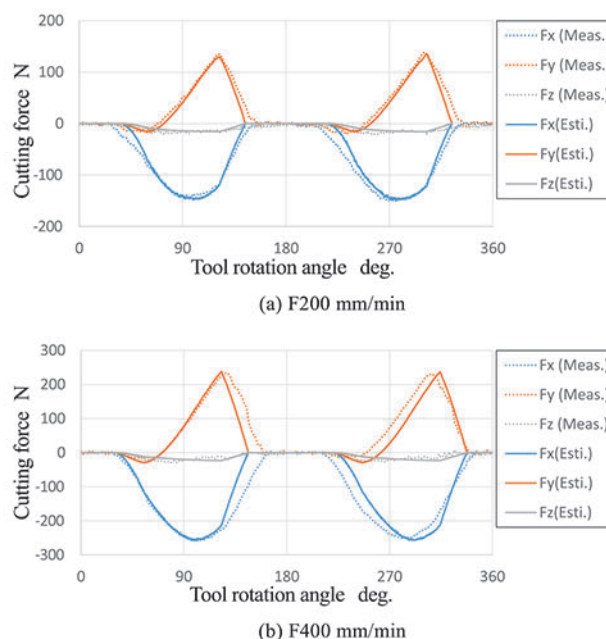 200
100
0
-100
-200
Cutting force N
0 90 180 270 360
Tool rotation angle deg.
Fx (Meas.)
Fy (Meas.)
Fz (Meas.)
Fx(Esti.)
Fy(Esti.)
Fz(Esti.)
(a) F200 mm/min
300
200
100
0
-100
-200
-300
Cutting force N
0 90 180 270 360
Tool rotation angle deg.
Fx (Meas.)
Fy (Meas.)
Fz (Meas.)
Fx(Esti.)
Fy(Esti.)
Fz(Esti.)
(b) F400 mm/min